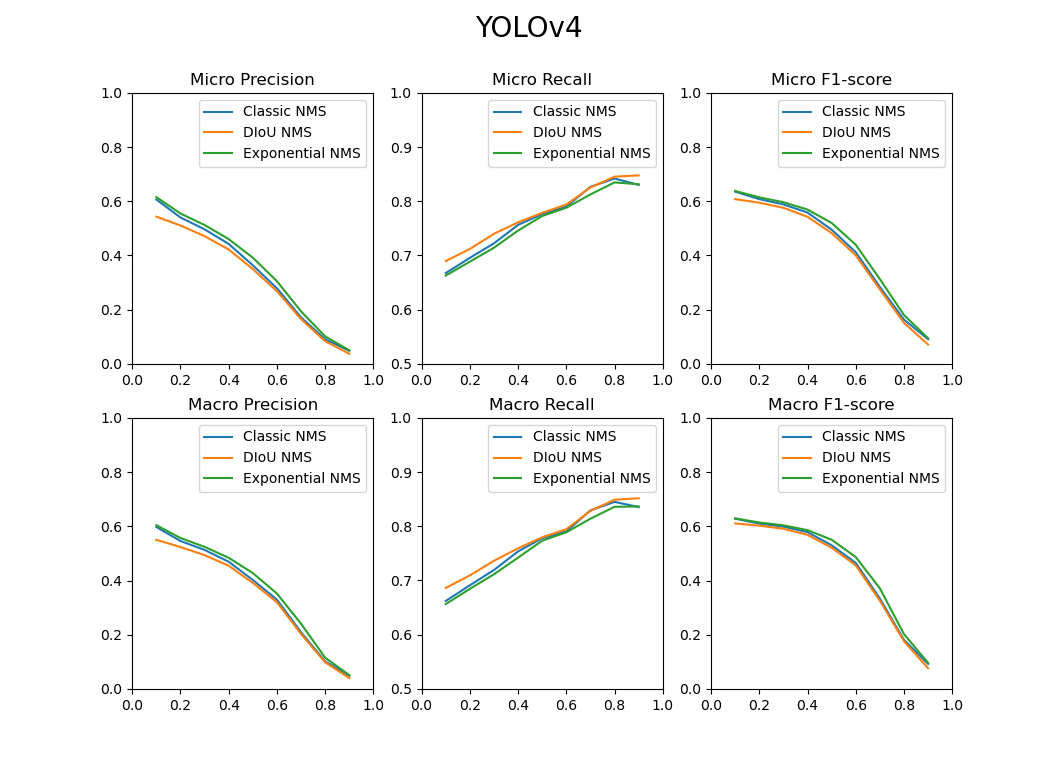 YOLOv4
Micro Precision
Micro Recall
Micro F1-score
1.0
0.8
0.6
0.4
0.2
0.0
Classic NMS
DIoU NMS
Exponential NMS
0.0 0.2 0.4 0.6 0.8 1.0
1.0
0.9
0.8
0.7
0.6
0.5
Classic NMS
DIoU NMS
Exponential NMS
0.0 0.2 0.4 0.6 0.8 1.0
1.0
0.8
0.6
0.4
0.2
0.0
Classic NMS
DIoU NMS
Exponential NMS
0.0 0.2 0.4 0.6 0.8 1.0
Macro Precision
Macro Recall
Macro F1-score
1.0
0.8
0.6
0.4
0.2
0.0
Classic NMS
DIoU NMS
Exponential NMS
0.0 0.2 0.4 0.6 0.8 1.0
1.0
0.9
0.8
0.7
0.6
0.5
Classic NMS
DIoU NMS
Exponential NMS
0.0 0.2 0.4 0.6 0.8 1.0
1.0
0.8
0.6
0.4
0.2
0.0
Classic NMS
DIoU NMS
Exponential NMS
0.0 0.2 0.4 0.6 0.8 1.0